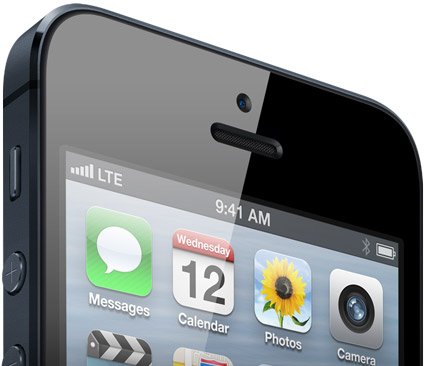 LTE
9:41 AM
Wednesday
12
Messages
Calendar
Photos
Camera